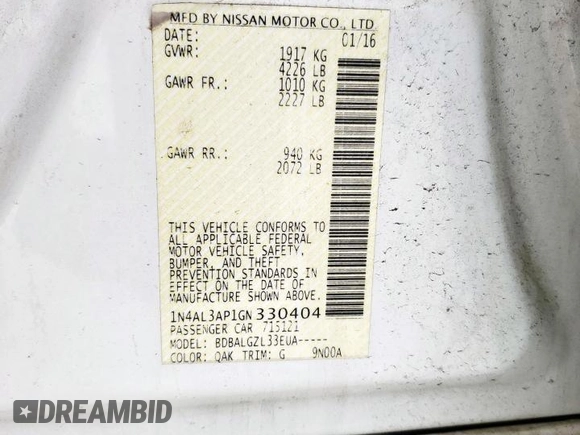 MFD BY NISSAN MOTOR CO., LTD.
DATE: 01/16
GVWR: 1917 KG
4226 LB
GAWR FR.: 1010 KG
2227 LB
GAWR RR.: 940 KG
2072 LB
THIS VEHICLE CONFORMS TO
ALL APPLICABLE FEDERAL
MOTOR VEHICLE SAFETY,
BUMPER, AND THEFT
PREVENTION STANDARDS IN
EFFECT ON THE DATE OF
MANUFACTURE SHOWN ABOVE.
1N4AL3AP1GN330404
PASSENGER CAR 715121
MODEL: BDBALGZL33EUA-----
COLOR: QAK TRIM: G 9N00A
DREAMBID